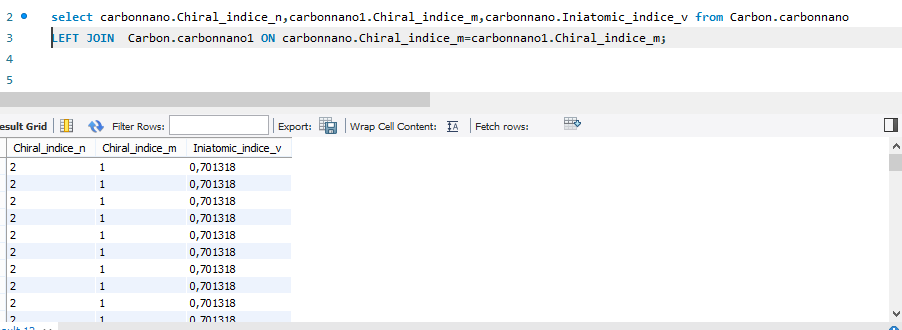 2 select carbonnano.Chiral_indice_n,carbonnano1.Chiral_indice_m,carbonnano.Iniatomic_indice_v from Carbon.carbonnano
3 LEFT JOIN  Carbon.carbonnano1 ON carbonnano.Chiral_indice_m=carbonnano1.Chiral_indice_m;
4
5
esult Grid Filter Rows: Export: Wrap Cell Content: Fetch rows:
Chiral_indice_n Chiral_indice_m Iniatomic_indice_v
2 1 0,701318
2 1 0,701318
2 1 0,701318
2 1 0,701318
2 1 0,701318
2 1 0,701318
2 1 0,701318
2 1 0,701318
2 1 0,701318
2 1 0,701318